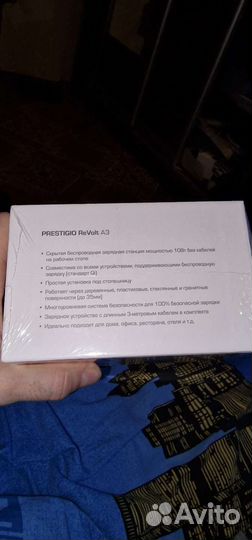 PRESTIGIO ReVolt A3
• Скрытая беспроводная зарядная станция мощностью 10Вт без кабелей
на рабочем столе
• Совместима со всеми устройствами, поддерживающими беспроводную
зарядку (стандарт Qi)
• Простая установка под столешницу
• Работает через деревянные, пластиковые, стеклянные и гранитные
поверхности (до 35мм)
• Многоуровневая система безопасности для 100% безопасной зарядки
• Зарядное устройство с длинным 3-метровым кабелем в комплекте
• Идеально подходит для дома, офиса, ресторана, отеля и т.д.
Avito